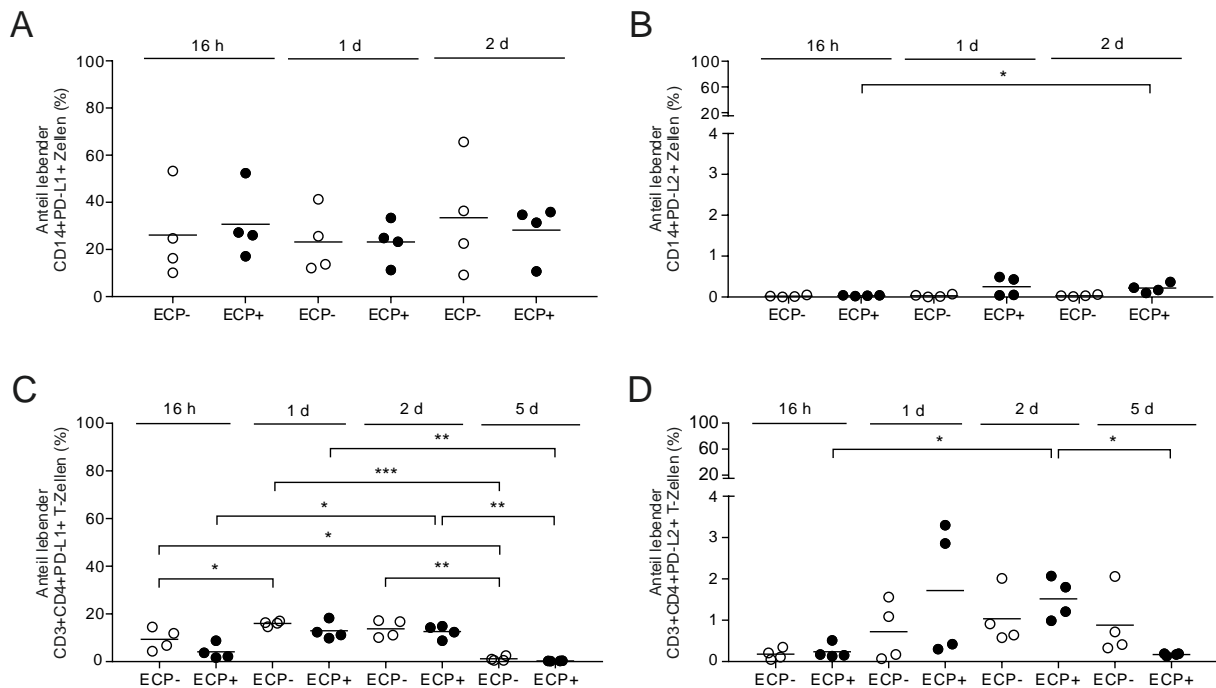 A
16 h 1 d 2 d
Anteil lebender
CD14+PD-L1+ Zellen (%)
100
80
60
40
20
0
ECP- ECP+ ECP- ECP+ ECP- ECP+
B
16 h 1 d 2 d
Anteil lebender
CD14+PD-L2+ Zellen (%)
100
60
20
4
3
2
1
0
*
ECP- ECP+ ECP- ECP+ ECP- ECP+
C
16 h 1 d 2 d 5 d
Anteil lebender
CD3+CD4+PD-L1+ T-Zellen (%)
100
80
60
40
20
0
**
***
* **
*
* **
ECP- ECP+ ECP- ECP+ ECP- ECP+ ECP- ECP+
D
16 h 1 d 2 d 5 d
Anteil lebender
CD3+CD4+PD-L2+ T-Zellen (%)
100
60
20
4
3
2
1
0
* *
ECP- ECP+ ECP- ECP+ ECP- ECP+ ECP- ECP+